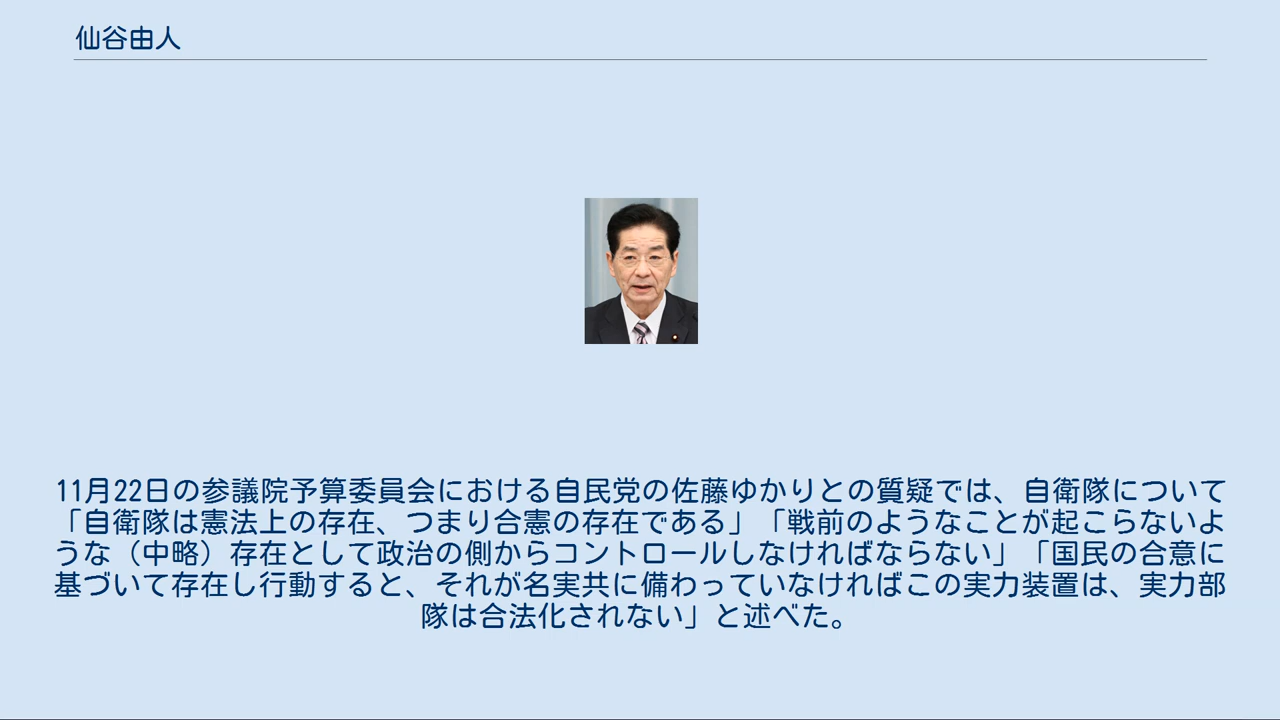 仙谷由人
11月22日の参議院予算委員会における自民党の佐藤ゆかりとの質疑では、自衛隊について
「自衛隊は憲法上の存在、つまり合憲の存在である」「戦前のようなことが起こらないよ
うな（中略）存在として政治の側からコントロールしなければならない」「国民の合意に
基づいて存在し行動すると、それが名実共に備わっていなければこの実力装置は、実力部
隊は合法化されない」と述べた。